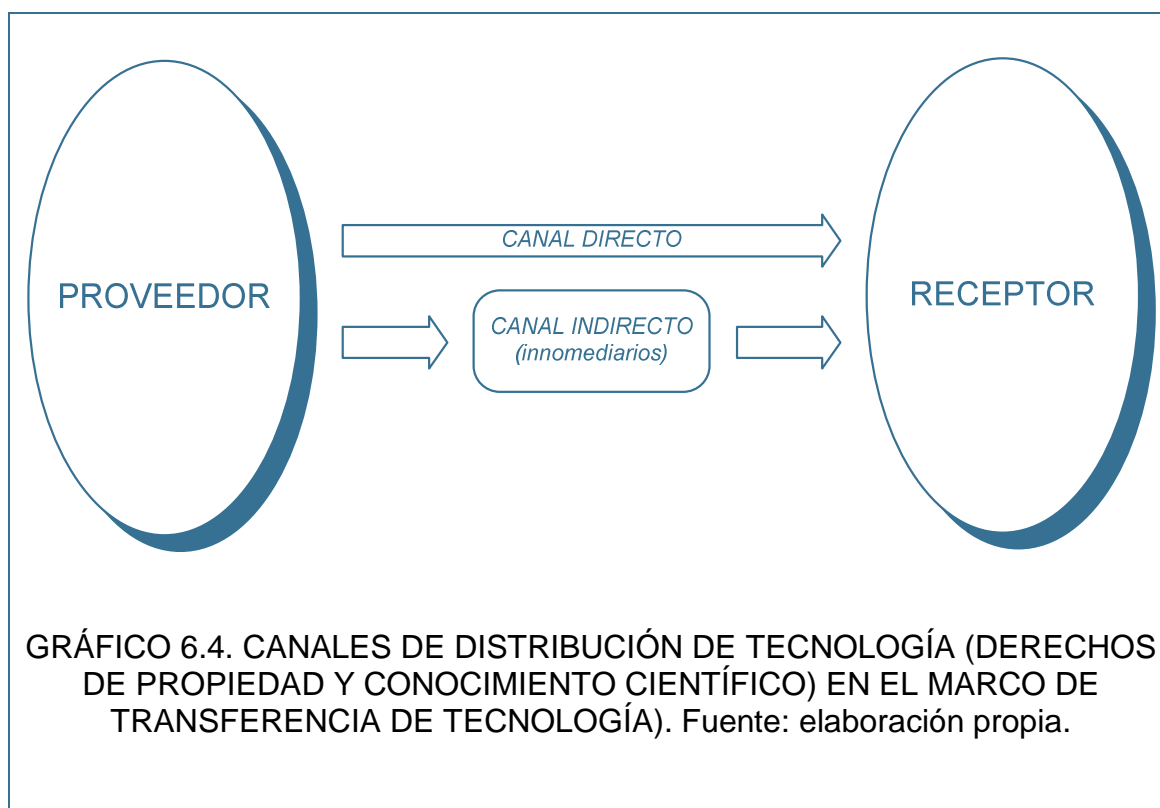 CANAL DIRECTO
PROVEEDOR
RECEPTOR
CANAL INDIRECTO
(innomediarios)
GRÁFICO 6.4. CANALES DE DISTRIBUCIÓN DE TECNOLOGÍA (DERECHOS
DE PROPIEDAD Y CONOCIMIENTO CIENTÍFICO) EN EL MARCO DE
TRANSFERENCIA DE TECNOLOGÍA). Fuente: elaboración propia.